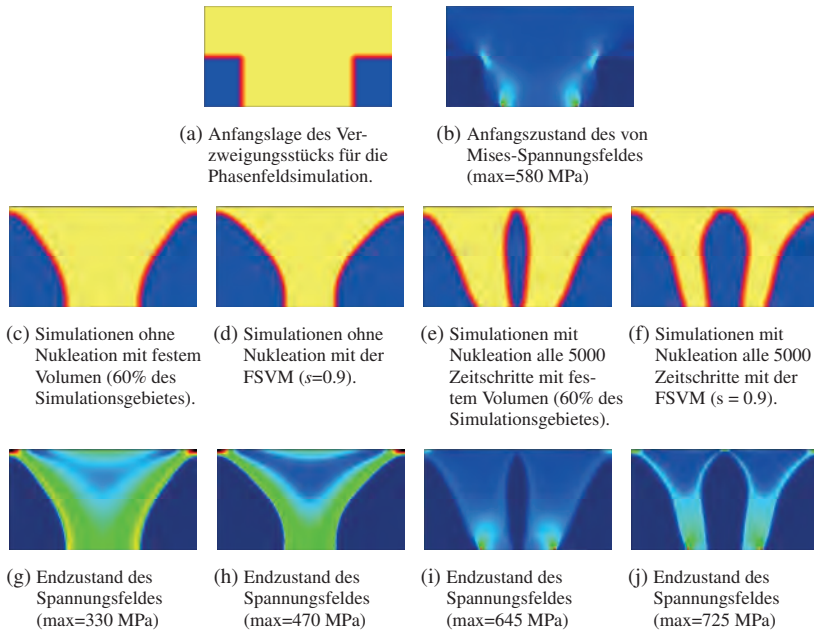 (a) Anfangslage des Ver-
zweigungsstücks für die
Phasenfeldsimulation.
(b) Anfangszustand des von
Mises-Spannungsfeldes
(max=580 MPa)
(c) Simulationen ohne
Nukleation mit festem
Volumen (60% des
Simulationsgebietes).
(d) Simulationen ohne
Nukleation mit der
FSVM (s=0.9).
(e) Simulationen mit
Nukleation alle 5000
Zeitschritte mit fes-
tem Volumen (60% des
Simulationsgebietes).
(f) Simulationen mit
Nukleation alle 5000
Zeitschritte mit der
FSVM (s = 0.9).
(g) Endzustand des
Spannungsfeldes
(max=330 MPa)
(h) Endzustand des
Spannungsfeldes
(max=470 MPa)
(i) Endzustand des
Spannungsfeldes
(max=645 MPa)
(j) Endzustand des
Spannungsfeldes
(max=725 MPa)